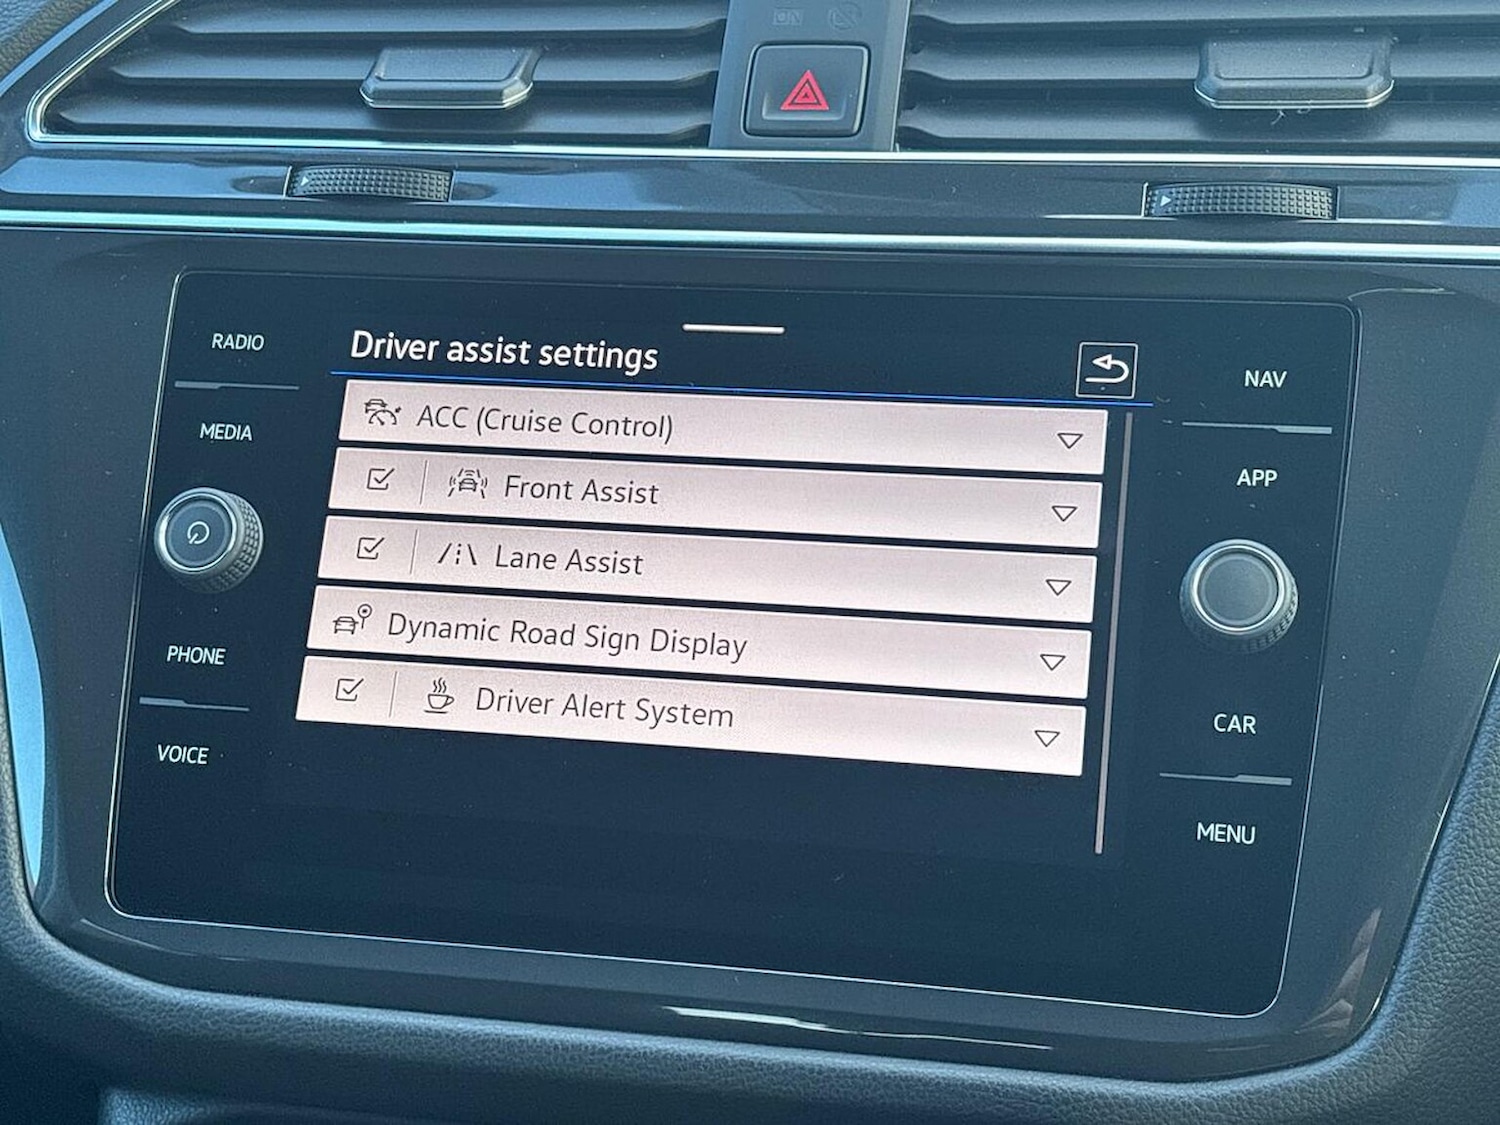 RADIO
MEDIA
PHONE
VOICE
Driver assist settings
ACC (Cruise Control)
Front Assist
Lane Assist
Dynamic Road Sign Display
Driver Alert System
NAV
APP
CAR
MENU